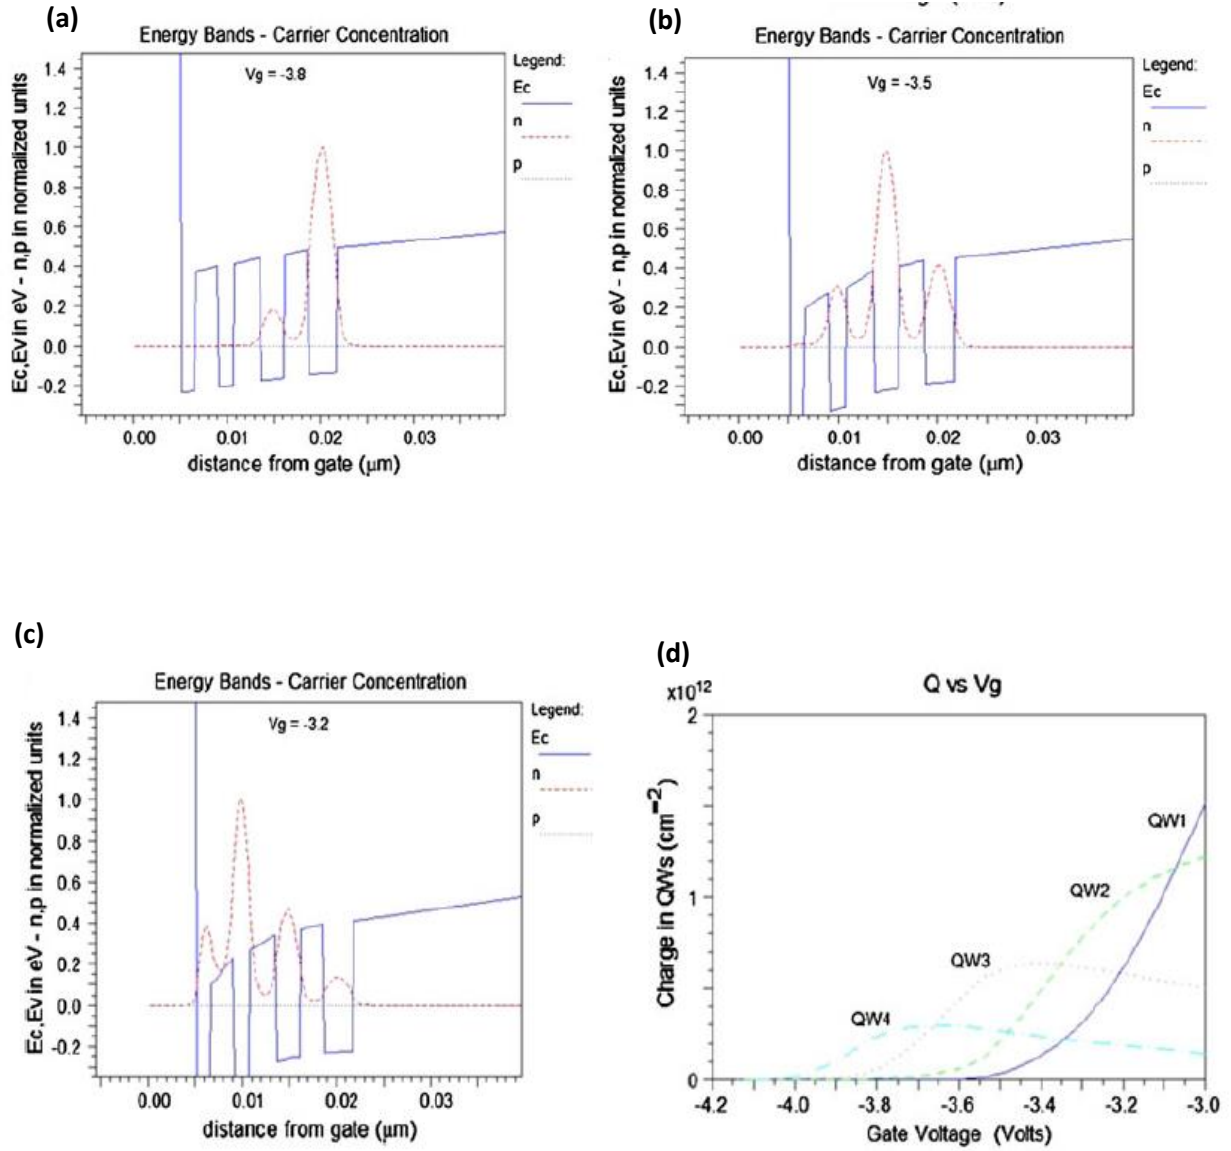 (a)
Energy Bands - Carrier Concentration
Vg = -3.8
Legend:
Ec
n
p
Ec,Ev in eV - n,p in normalized units
1.4
1.2
1.0
0.8
0.6
0.4
0.2
0.0
-0.2
0.00 0.01 0.02 0.03
distance from gate (μm)
(b)
Energy Bands - Carrier Concentration
Vg = -3.5
Legend:
Ec
n
p
Ec,Ev in eV - n,p in normalized units
1.4
1.2
1.0
0.8
0.6
0.4
0.2
0.0
-0.2
0.00 0.01 0.02 0.03
distance from gate (μm)
(c)
Energy Bands - Carrier Concentration
Vg = -3.2
Legend:
Ec
n
p
Ec,Ev in eV - n,p in normalized units
1.4
1.2
1.0
0.8
0.6
0.4
0.2
0.0
-0.2
0.00 0.01 0.02 0.03
distance from gate (μm)
(d)
x10¹²
Q vs Vg
Charge in QWs (cm⁻²)
2
1
0
QW1
QW2
QW3
QW4
-4.2 -4.0 -3.8 -3.6 -3.4 -3.2 -3.0
Gate Voltage (Volts)